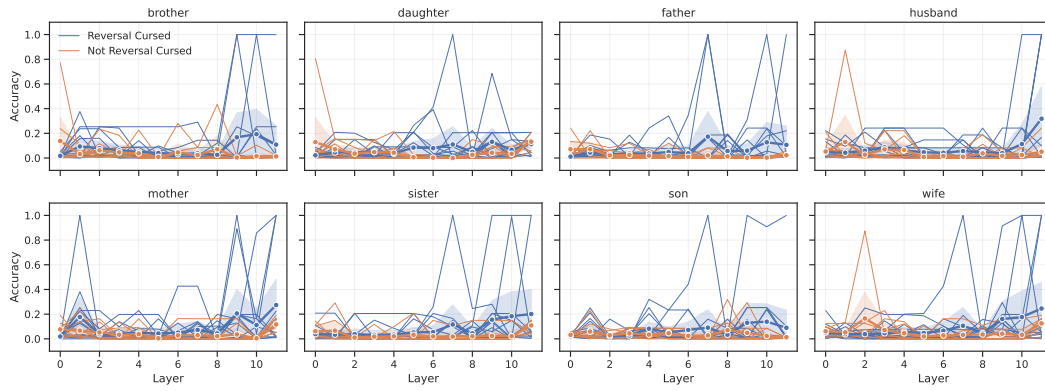 brother
daughter
father
husband
Reversal Cursed
Not Reversal Cursed
Accuracy
1.0
0.8
0.6
0.4
0.2
0.0
mother
sister
son
wife
Accuracy
1.0
0.8
0.6
0.4
0.2
0.0
0 2 4 6 8 10
0 2 4 6 8 10
0 2 4 6 8 10
0 2 4 6 8 10
Layer
Layer
Layer
Layer